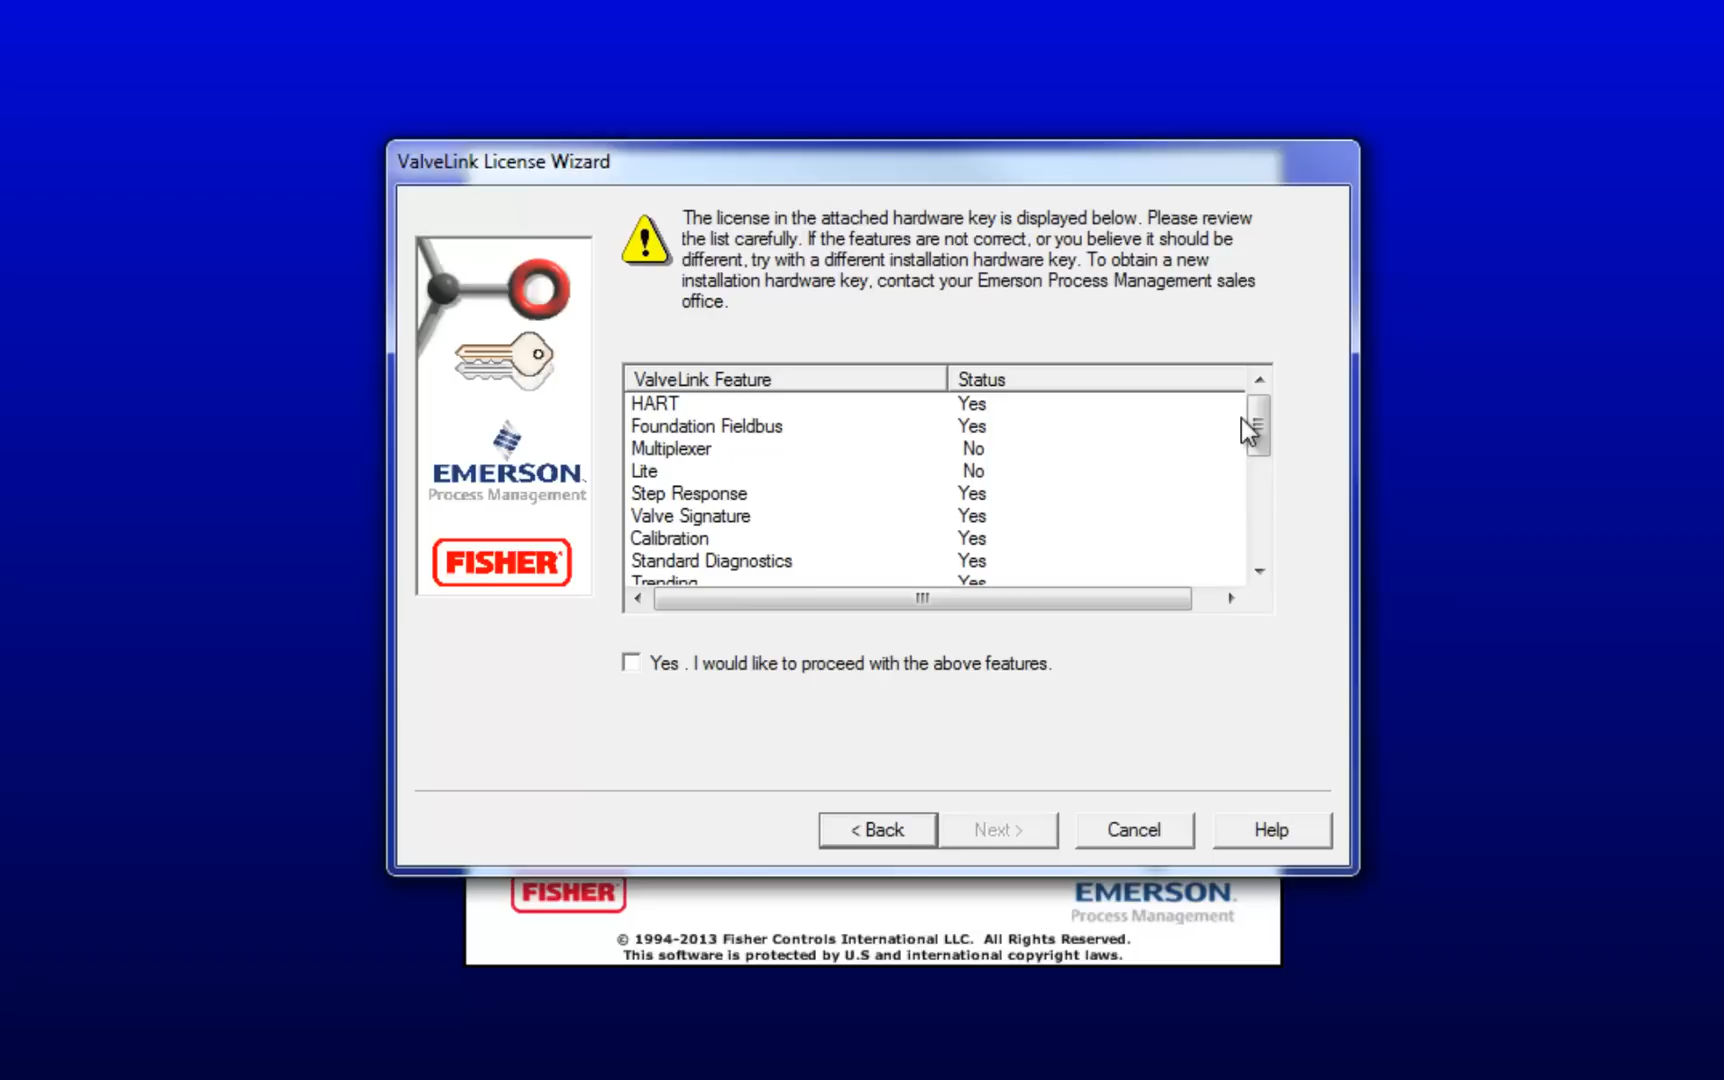 ValveLink License Wizard
The license in the attached hardware key is displayed below. Please review
the list carefully. If the features are not correct, or you believe it should be
different, try with a different installation hardware key. To obtain a new
installation hardware key, contact your Emerson Process Management sales
office.
EMERSON.
Process Management
FISHER
ValveLink Feature Status
HART Yes
Foundation Fieldbus Yes
Multiplexer No
Lite No
Step Response Yes
Valve Signature Yes
Calibration Yes
Standard Diagnostics Yes
Trending Yes
Yes . I would like to proceed with the above features.
< Back Next > Cancel Help
FISHER EMERSON.
Process Management
© 1994-2013 Fisher Controls International LLC. All Rights Reserved.
This software is protected by U.S and international copyright laws.